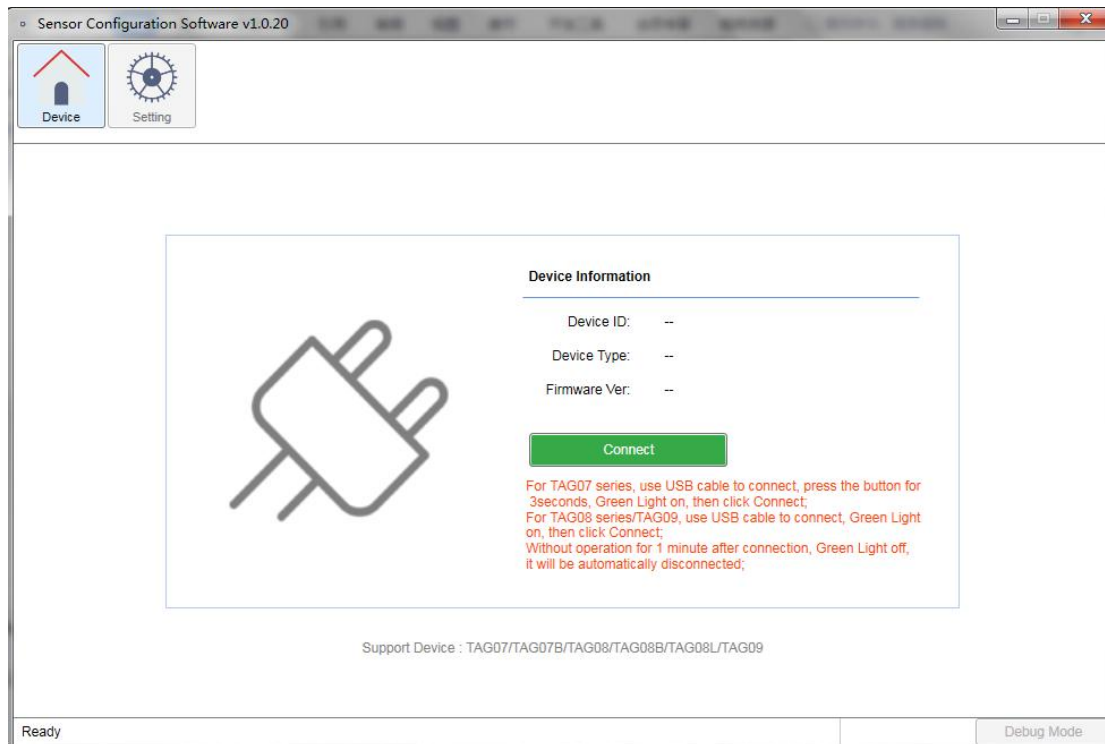 Sensor Configuration Software v1.0.20
Device
Setting
Device Information
Device ID: --
Device Type: --
Firmware Ver: --
Connect
For TAG07 series, use USB cable to connect, press the button for
3seconds, Green Light on, then click Connect;
For TAG08 series/TAG09, use USB cable to connect, Green Light
on, then click Connect;
Without operation for 1 minute after connection, Green Light off,
it will be automatically disconnected;
Support Device : TAG07/TAG07B/TAG08/TAG08B/TAG08L/TAG09
Ready
Debug Mode